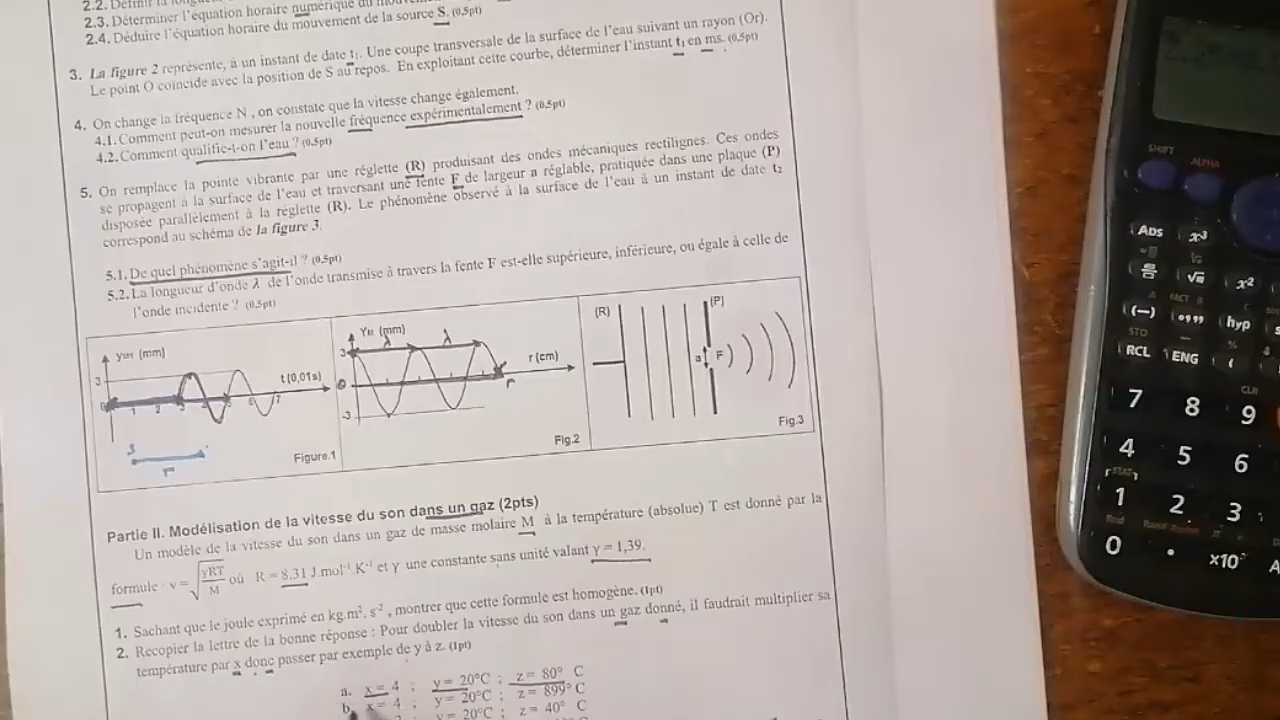 2.3. Déterminer l'équation horaire numérique du
2.4. Déduire l'équation horaire du mouvement de la source S. (0,5pt)
3. La figure 2 représente, à un instant de date t₁. Une coupe transversale de la surface de l'eau suivant un rayon (Or).
Le point O coïncide avec la position de S au repos. En exploitant cette courbe, déterminer l'instant t₁ en ms. (0,5pt)
4. On change la fréquence N , on constate que la vitesse change également.
4.1. Comment peut-on mesurer la nouvelle fréquence expérimentalement ? (0,5pt)
4.2. Comment qualifie-t-on l'eau ? (0,5pt)
5. On remplace la pointe vibrante par une réglette (R) produisant des ondes mécaniques rectilignes. Ces ondes
se propagent à la surface de l'eau et traversant une fente F de largeur a réglable, pratiquée dans une plaque (P)
disposée parallèlement à la réglette (R). Le phénomène observé à la surface de l'eau à un instant de date t₂
correspond au schéma de la figure 3.
5.1. De quel phénomène s'agit-il ? (0,5pt)
5.2. La longueur d'onde λ de l'onde transmise à travers la fente F est-elle supérieure, inférieure, ou égale à celle de
l'onde incidente ? (0,5pt)
(mm)
3
t(0,01s)
1 2
6 7
S
r
Figure.1
(mm)
λ λ
3
0
-3
r(cm)
r
Fig.2
(R)
(P)
a F
Fig.3
Partie II. Modélisation de la vitesse du son dans un gaz (2pts)
Un modèle de la vitesse du son dans un gaz de masse molaire M à la température (absolue) T est donné par la
formule : v = √(γRT/M) où R = 8.31 J.mol⁻¹.K⁻¹ et γ une constante sans unité valant γ = 1,39.
1. Sachant que le joule exprimé en kg.m².s⁻², montrer que cette formule est homogène. (1pt)
2. Recopier la lettre de la bonne réponse : Pour doubler la vitesse du son dans un gaz donné, il faudrait multiplier sa
température par x donc passer par exemple de y à z. (1pt)
a. x = 4 ; y = 20°C ; z = 80° C
b. x = 4 ; y = 20°C ; z = 899° C
y = 20°C ; z = 40° C
SHIFT ALPHA
Abs x³
√ x²
FACT
(−) hyp
STO
RCL ENG (
CLR
7 8 9
4 5 6
STAT
1 2 3
Rnd
0 . ×10